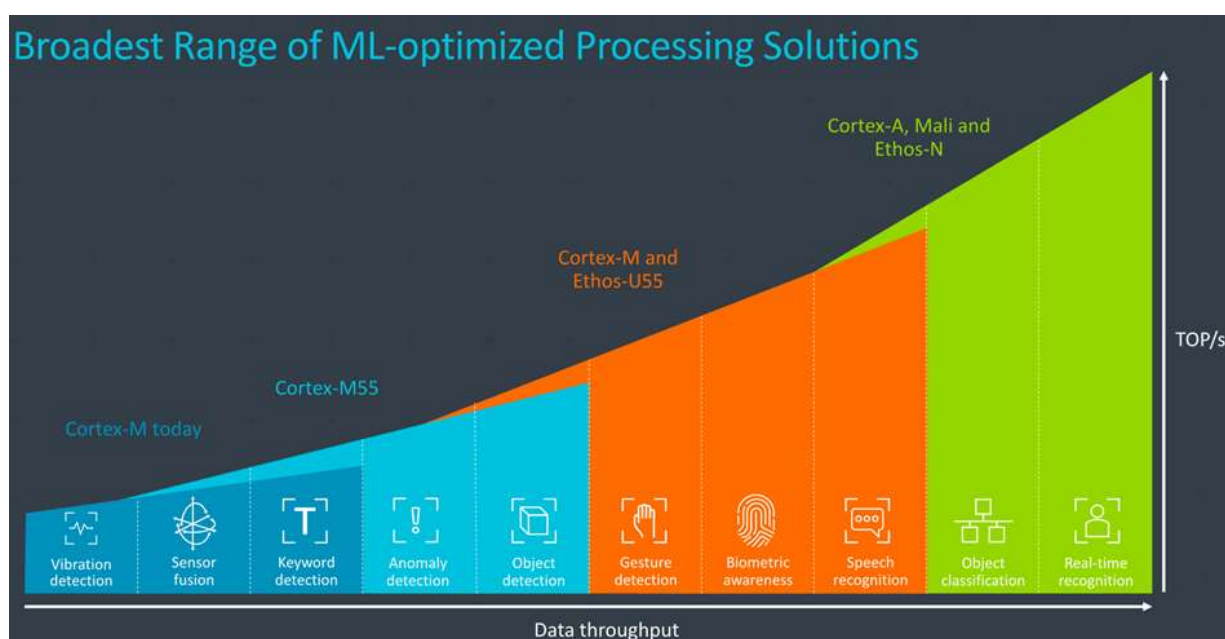 Broadest Range of ML-optimized Processing Solutions
Cortex-A, Mali and
Ethos-N
Cortex-M and
Ethos-U55
TOP/s
Cortex-M55
Cortex-M today
T
Vibration
detection
Sensor
fusion
Keyword
detection
Anomaly
detection
Object
detection
Gesture
detection
Biometric
awareness
Speech
recognition
Object
classification
Real-time
recognition
Data throughput